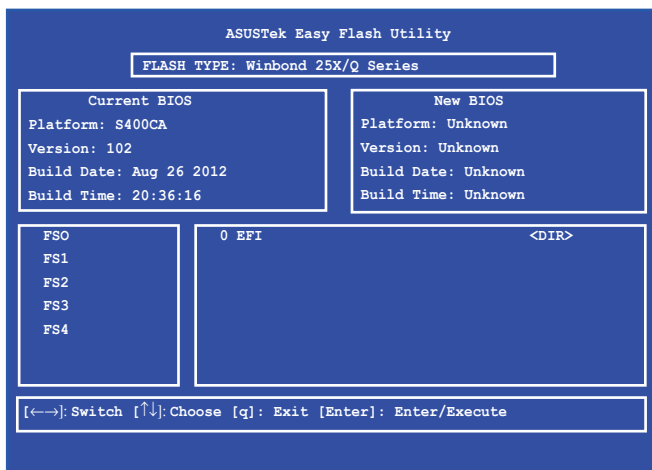 ASUSTek Easy Flash Utility
FLASH TYPE: Winbond 25X/Q Series
Current BIOS
Platform: S400CA
Version: 102
Build Date: Aug 26 2012
Build Time: 20:36:16
New BIOS
Platform: Unknown
Version: Unknown
Build Date: Unknown
Build Time: Unknown
FSO
FS1
FS2
FS3
FS4
0 EFI <DIR>
[←→]: Switch [↑↓]: Choose [q]: Exit [Enter]: Enter/Execute